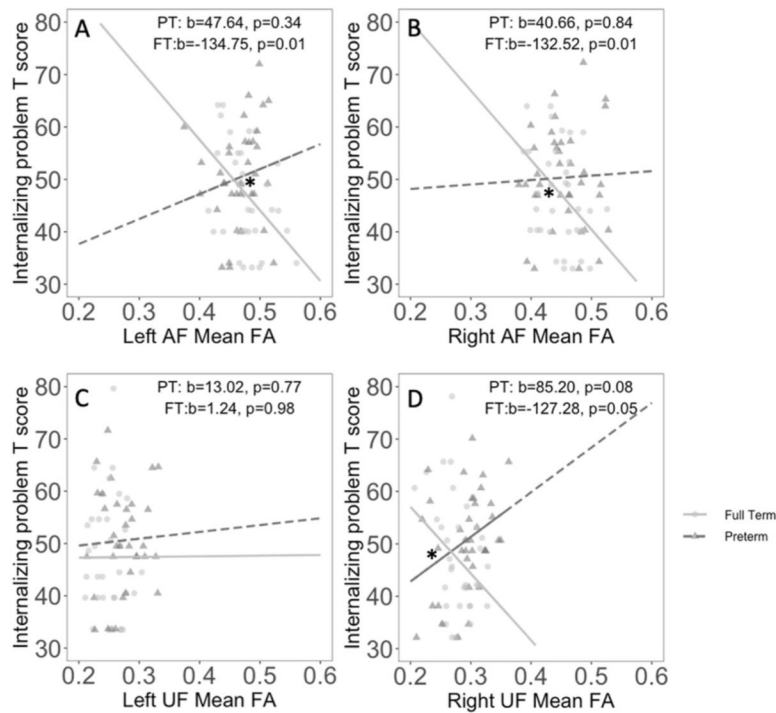 A
PT: b=47.64, p=0.34
FT:b=-134.75, p=0.01
Internalizing problem T score
80
70
60
50
40
30
*
0.2 0.3 0.4 0.5 0.6
Left AF Mean FA
B
PT: b=40.66, p=0.84
FT:b=-132.52, p=0.01
Internalizing problem T score
80
70
60
50
40
30
*
0.2 0.3 0.4 0.5 0.6
Right AF Mean FA
C
PT: b=13.02, p=0.77
FT:b=1.24, p=0.98
Internalizing problem T score
80
70
60
50
40
30
0.2 0.3 0.4 0.5 0.6
Left UF Mean FA
D
PT: b=85.20, p=0.08
FT:b=-127.28, p=0.05
Internalizing problem T score
80
70
60
50
40
30
*
0.2 0.3 0.4 0.5 0.6
Right UF Mean FA
Full Term
Preterm